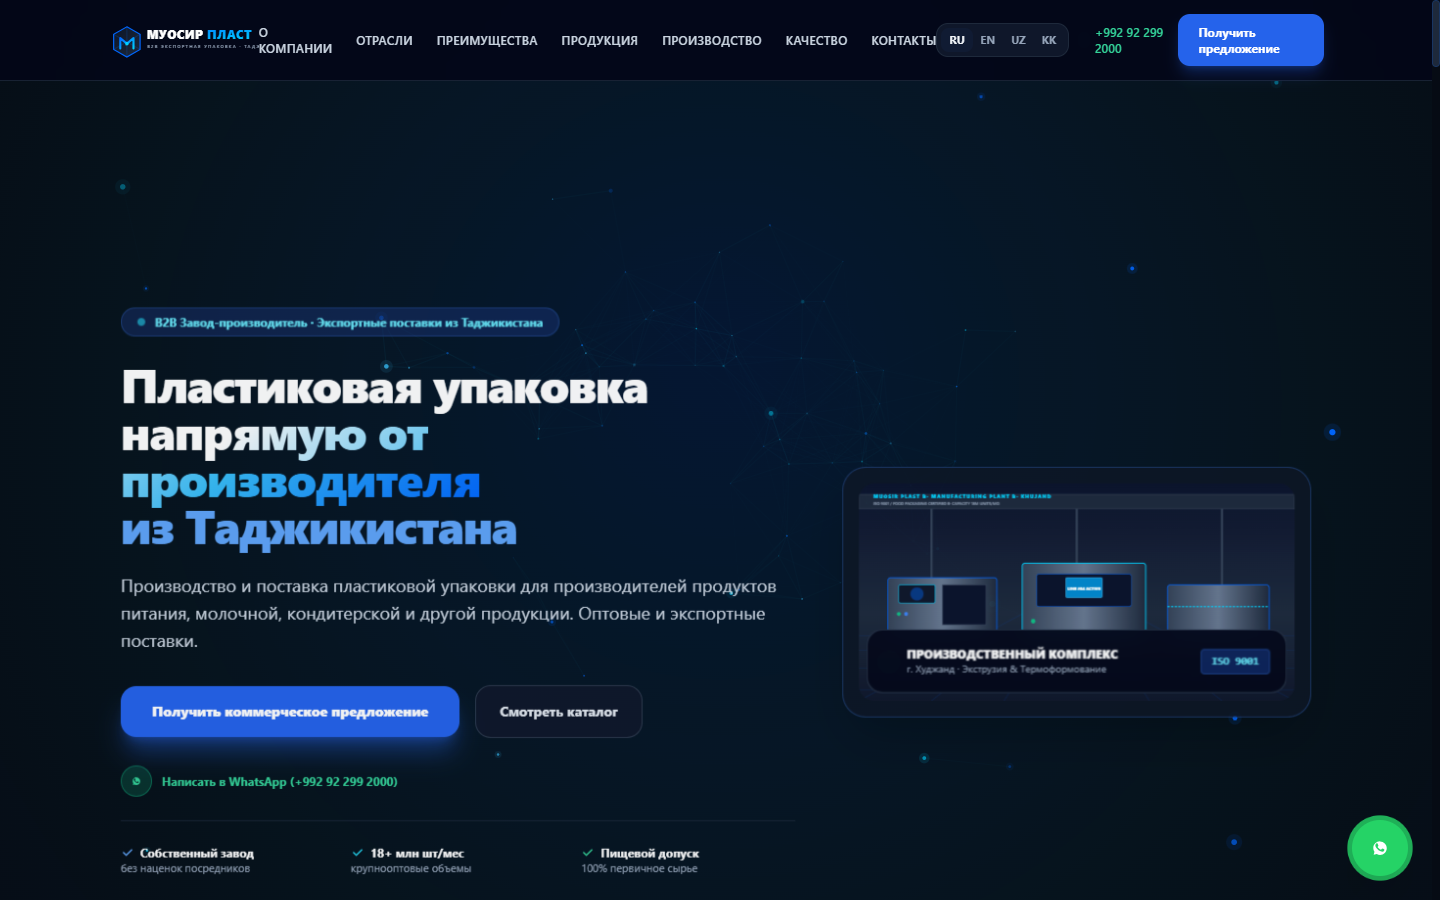 МУОСИР ПЛАСТ
О КОМПАНИИ
ОТРАСЛИ
ПРЕИМУЩЕСТВА
ПРОДУКЦИЯ
ПРОИЗВОДСТВО
КАЧЕСТВО
КОНТАКТЫ
RU EN UZ KK
+992 92 299
2000
Получить
предложение
B2B Завод-производитель · Экспортные поставки из Таджикистана
Пластиковая упаковка
напрямую от
производителя
из Таджикистана
Производство и поставка пластиковой упаковки для производителей продуктов
питания, молочной, кондитерской и другой продукции. Оптовые и экспортные
поставки.
Получить коммерческое предложение
Смотреть каталог
Написать в WhatsApp (+992 92 299 2000)
Собственный завод
без наценок посредников
18+ млн шт/мес
крупнооптовые объемы
Пищевой допуск
100% первичное сырье
ПРОИЗВОДСТВЕННЫЙ КОМПЛЕКС
г. Худжанд · Экструзия & Термоформование
ISO 9001